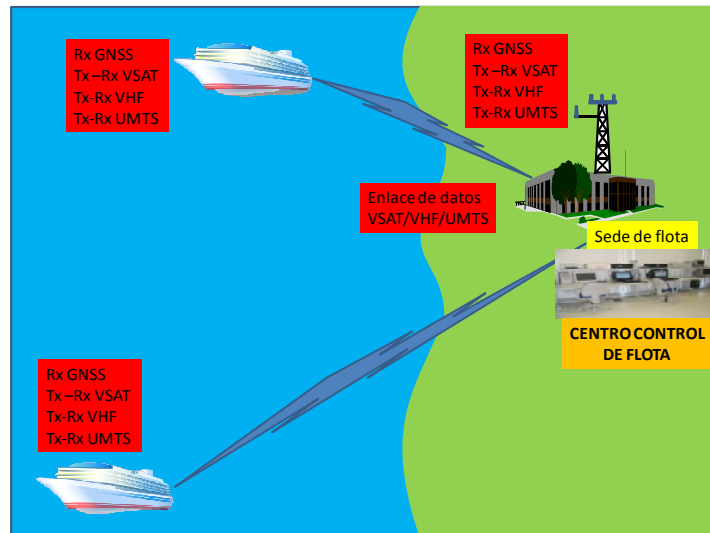 Rx GNSS
Tx –Rx VSAT
Tx-Rx VHF
Tx-Rx UMTS
Rx GNSS
Tx –Rx VSAT
Tx-Rx VHF
Tx-Rx UMTS
Enlace de datos
VSAT/VHF/UMTS
Sede de flota
CENTRO CONTROL
DE FLOTA
Rx GNSS
Tx –Rx VSAT
Tx-Rx VHF
Tx-Rx UMTS